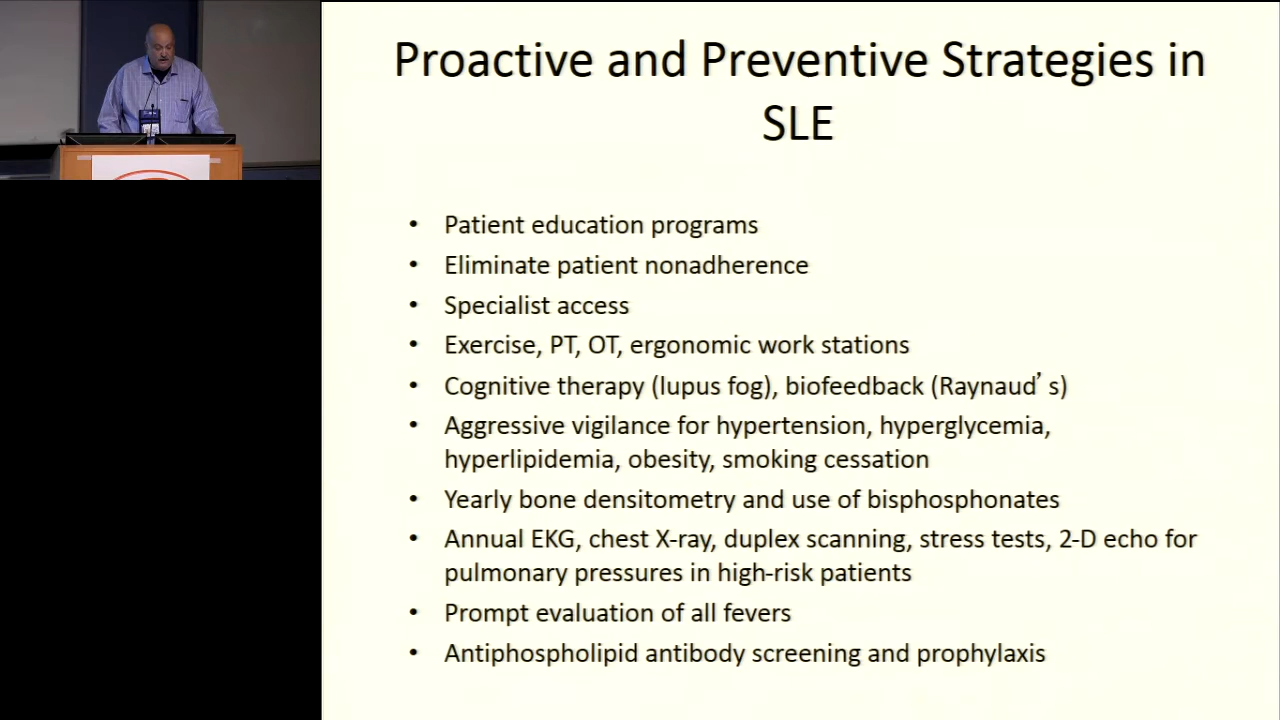 Proactive and Preventive Strategies in
SLE
• Patient education programs
• Eliminate patient nonadherence
• Specialist access
• Exercise, PT, OT, ergonomic work stations
• Cognitive therapy (lupus fog), biofeedback (Raynaud’ s)
• Aggressive vigilance for hypertension, hyperglycemia,
hyperlipidemia, obesity, smoking cessation
• Yearly bone densitometry and use of bisphosphonates
• Annual EKG, chest X-ray, duplex scanning, stress tests, 2-D echo for
pulmonary pressures in high-risk patients
• Prompt evaluation of all fevers
• Antiphospholipid antibody screening and prophylaxis